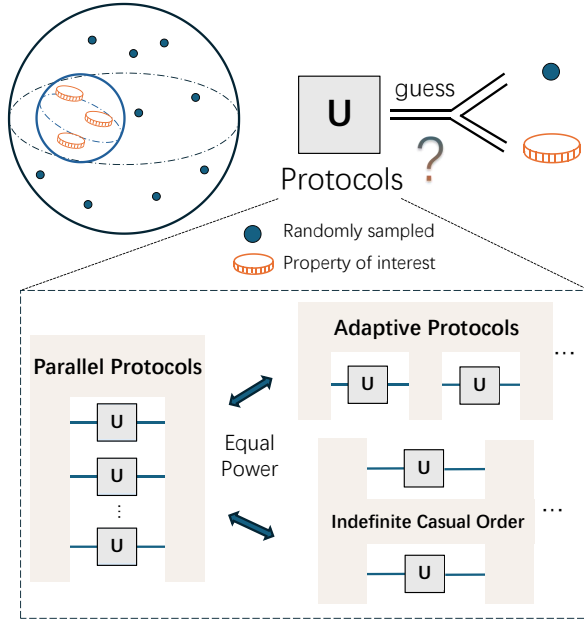 U
guess
?
Protocols
Randomly sampled
Property of interest
Parallel Protocols
U
U
⋮
U
Equal
Power
Adaptive Protocols
...
U U
U
...
Indefinite Casual Order
U